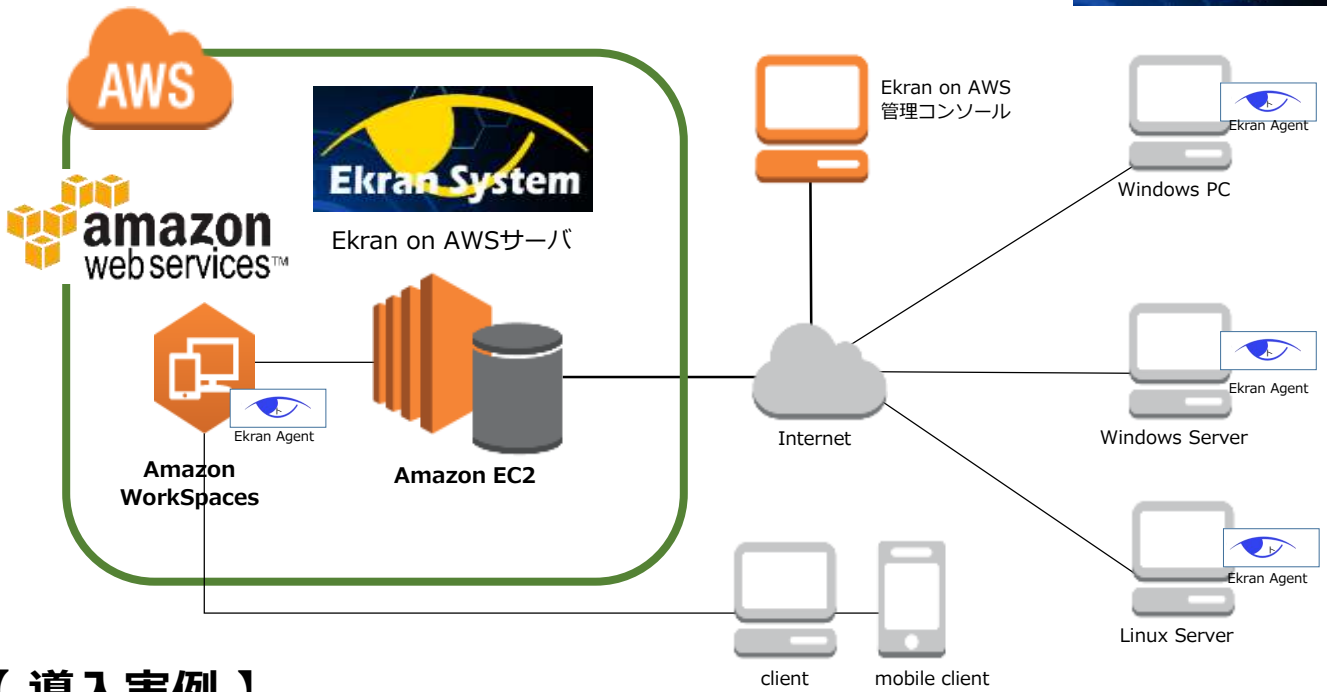 AWS
Ekran System
Ekran on AWSサーバ
amazon
web services™
Ekran Agent
Amazon
WorkSpaces
Amazon EC2
Ekran on AWS
管理コンソール
Internet
Ekran Agent
Windows PC
Ekran Agent
Windows Server
Ekran Agent
Linux Server
client
mobile client
【 導入実例 】